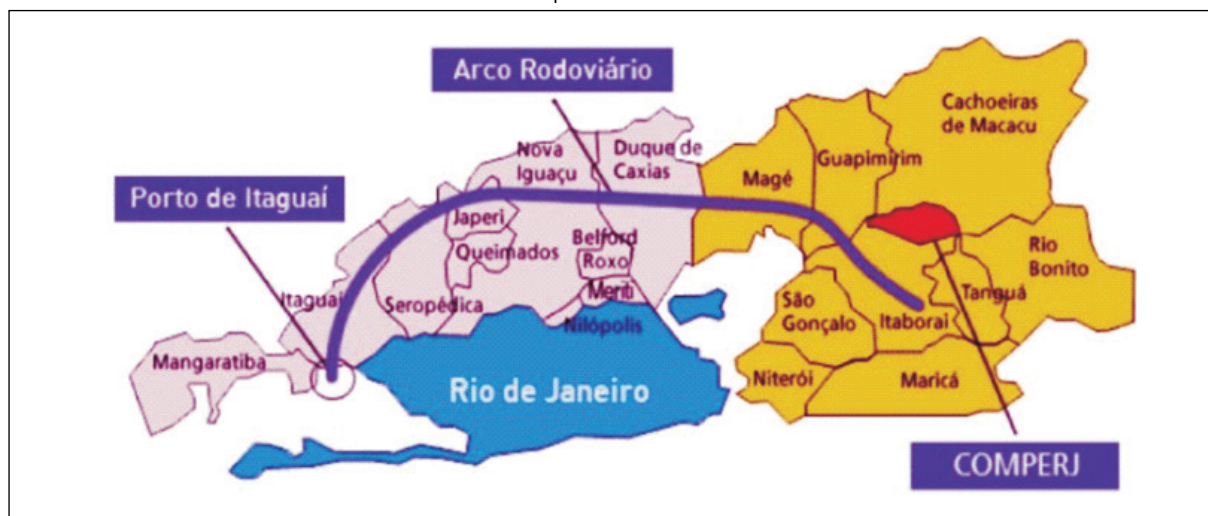 Arco Rodoviário
Cachoeiras
de Macacu
Nova
Iguaçu
Duque de
Caxias
Guapimirim
Magé
Porto de Itaguaí
Japeri
Queimados
Belford
Roxo
Rio
Bonito
Itaguaí
Seropédica
Meriti
Tanguá
São
Gonçalo
Itaborai
Nilópolis
Mangaratiba
Rio de Janeiro
Niterói
Maricá
COMPERJ